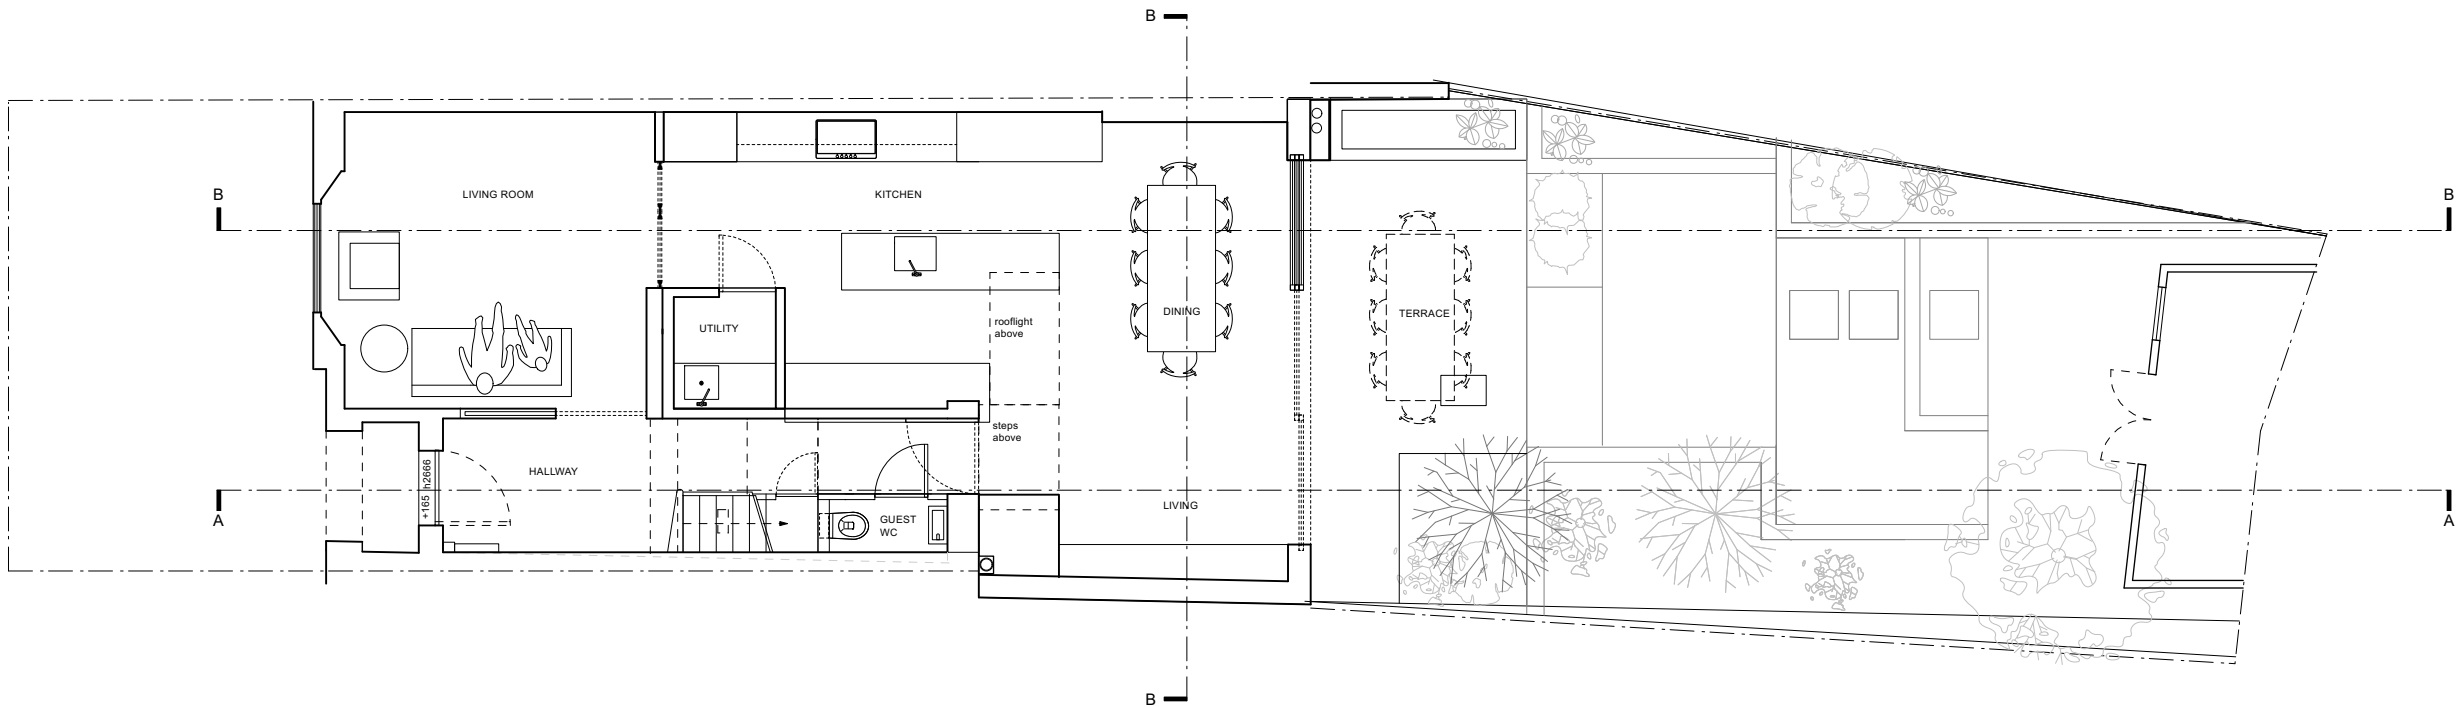 B
B
B
LIVING ROOM
KITCHEN
DINING
TERRACE
UTILITY
rooflight
above
steps
above
HALLWAY
+165 h2666
GUEST
WC
LIVING
A
A
B